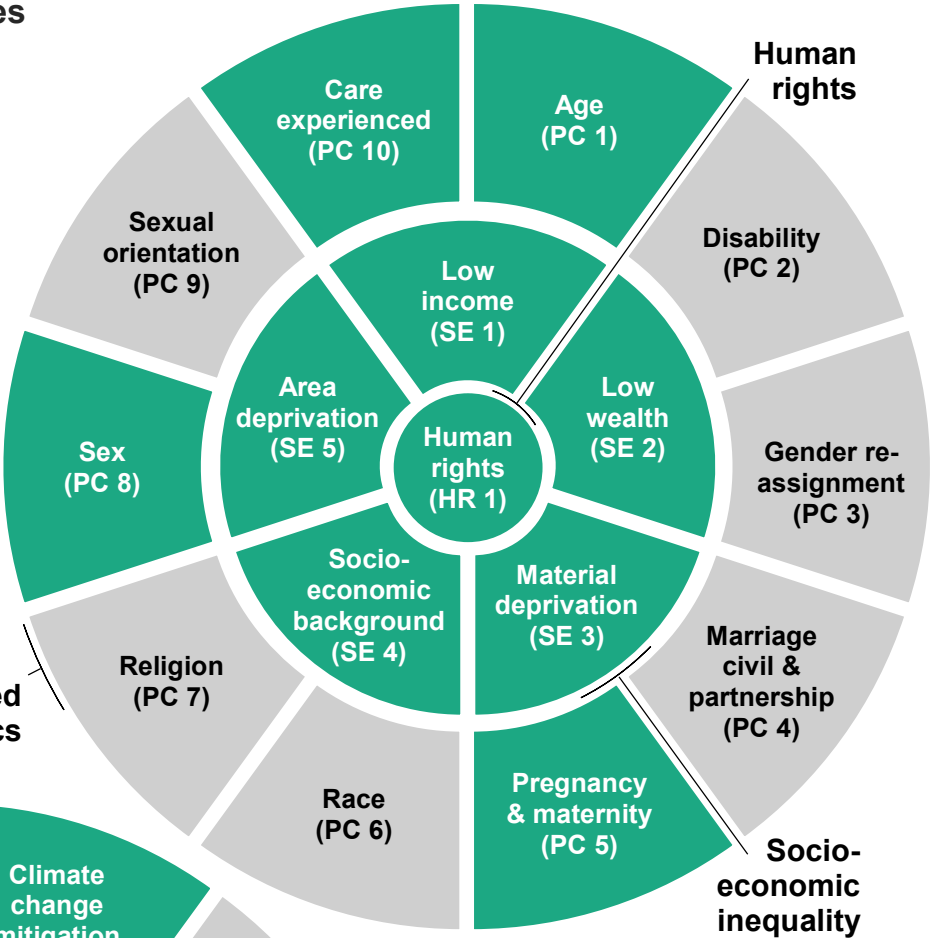 es
Human
rights
Care
experienced
(PC 10)
Age
(PC 1)
Sexual
orientation
(PC 9)
Disability
(PC 2)
Low
income
(SE 1)
Area
deprivation
(SE 5)
Low
wealth
(SE 2)
Human
rights
(HR 1)
Sex
(PC 8)
Gender re-
assignment
(PC 3)
Socio-
economic
background
(SE 4)
Material
deprivation
(SE 3)
Religion
(PC 7)
Marriage
civil &
partnership
(PC 4)
ed
cs
Race
(PC 6)
Pregnancy
& maternity
(PC 5)
Socio-
economic
inequality
Climate
change
mitigation